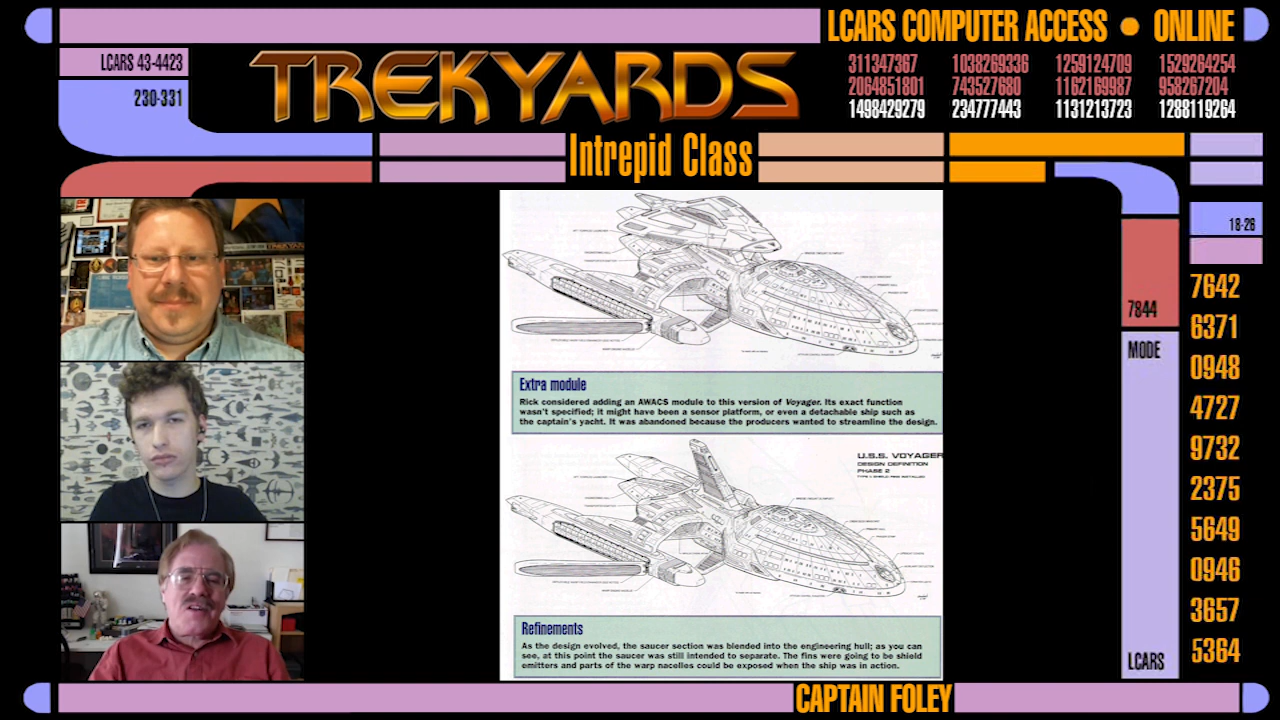 LCARS COMPUTER ACCESS • ONLINE
LCARS 43-4423
230-331
TREKYARDS
311347367 1038269336 1259124709 1529264254
2064851801 743527680 1162169987 958267204
1498429279 234777443 1131213723 1288119264
Intrepid Class
18-26
7844
MODE
LCARS
7642
6371
0948
4727
9732
2375
5649
0946
3657
5364
Extra module
Rick considered adding an AWACS module to this version of Voyager. Its exact function
wasn't specified; it might have been a sensor platform, or even a detachable ship such as
the captain's yacht. It was abandoned because the producers wanted to streamline the design.
U.S.S. VOYAGER
DESIGN DEFINITION
PHASE 2
Refinements
As the design evolved, the saucer section was blended into the engineering hull; as you can
see, at this point the saucer was still intended to separate. The fins were going to be shield
emitters and parts of the warp nacelles could be exposed when the ship was in action.
CAPTAIN FOLEY